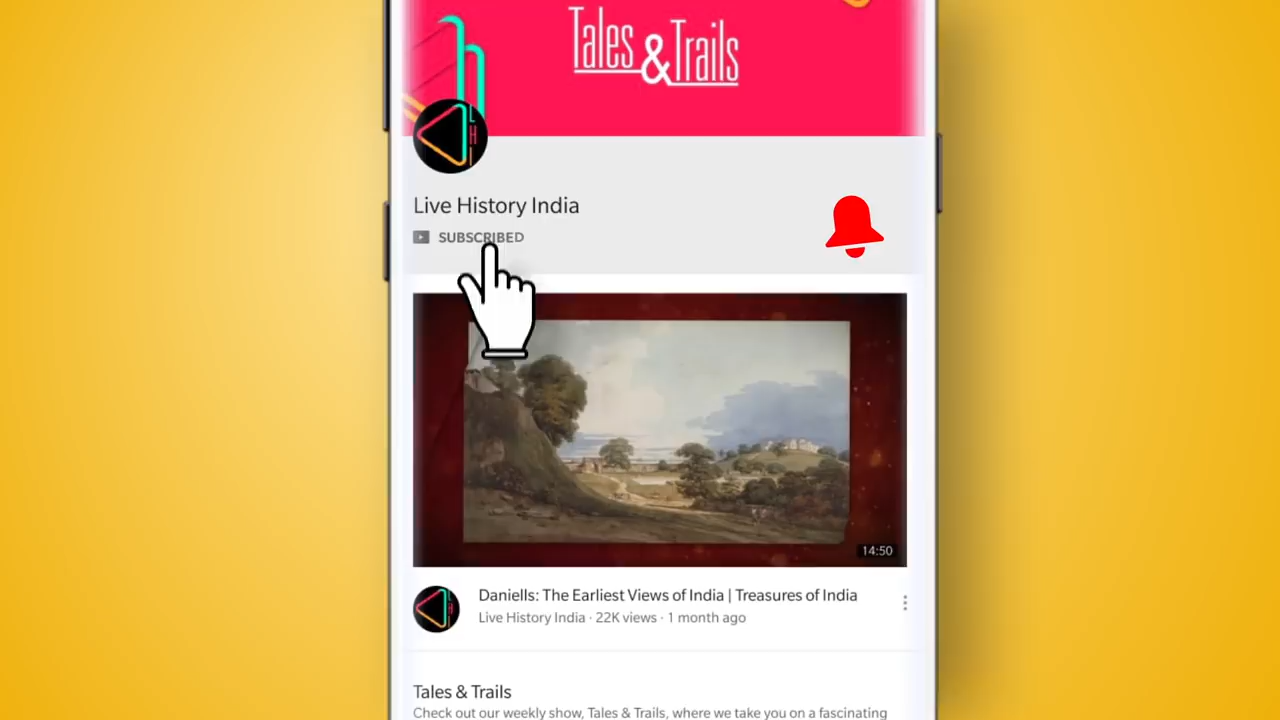 Tales & Trails
L
H
I
Live History India
SUBSCRIBED
14:50
Daniells: The Earliest Views of India | Treasures of India
Live History India · 22K views · 1 month ago
Tales & Trails
Check out our weekly show, Tales & Trails, where we take you on a fascinating